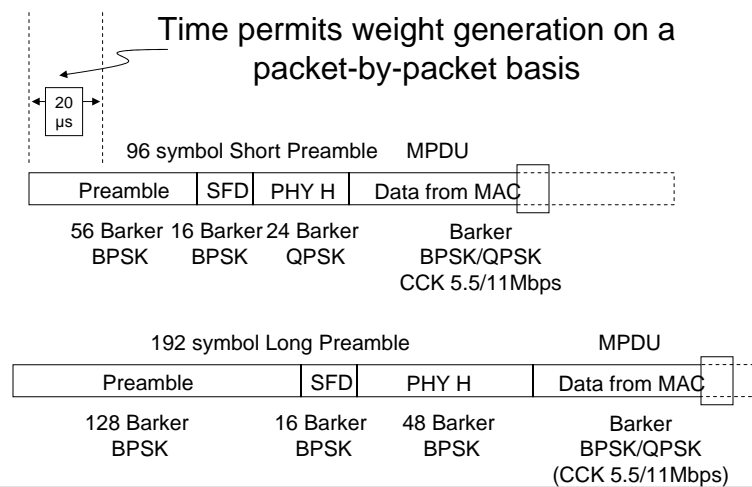 Time permits weight generation on a
packet-by-packet basis
20
µs
96 symbol Short Preamble MPDU
Preamble SFD PHY H Data from MAC
56 Barker 16 Barker 24 Barker Barker
BPSK BPSK QPSK BPSK/QPSK
CCK 5.5/11Mbps
192 symbol Long Preamble MPDU
Preamble SFD PHY H Data from MAC
128 Barker 16 Barker 48 Barker Barker
BPSK BPSK BPSK BPSK/QPSK
(CCK 5.5/11Mbps)